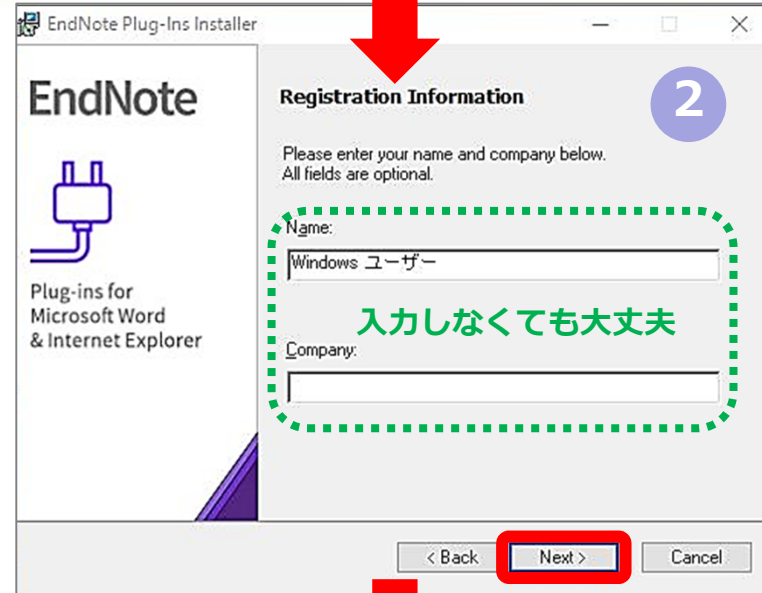 EndNote Plug-Ins Installer
EndNote
Registration Information
2
Please enter your name and company below.
All fields are optional.
Name:
Windows ユーザー
Plug-ins for
Microsoft Word
& Internet Explorer
入力しなくても大丈夫
Company:
< Back
Next >
Cancel